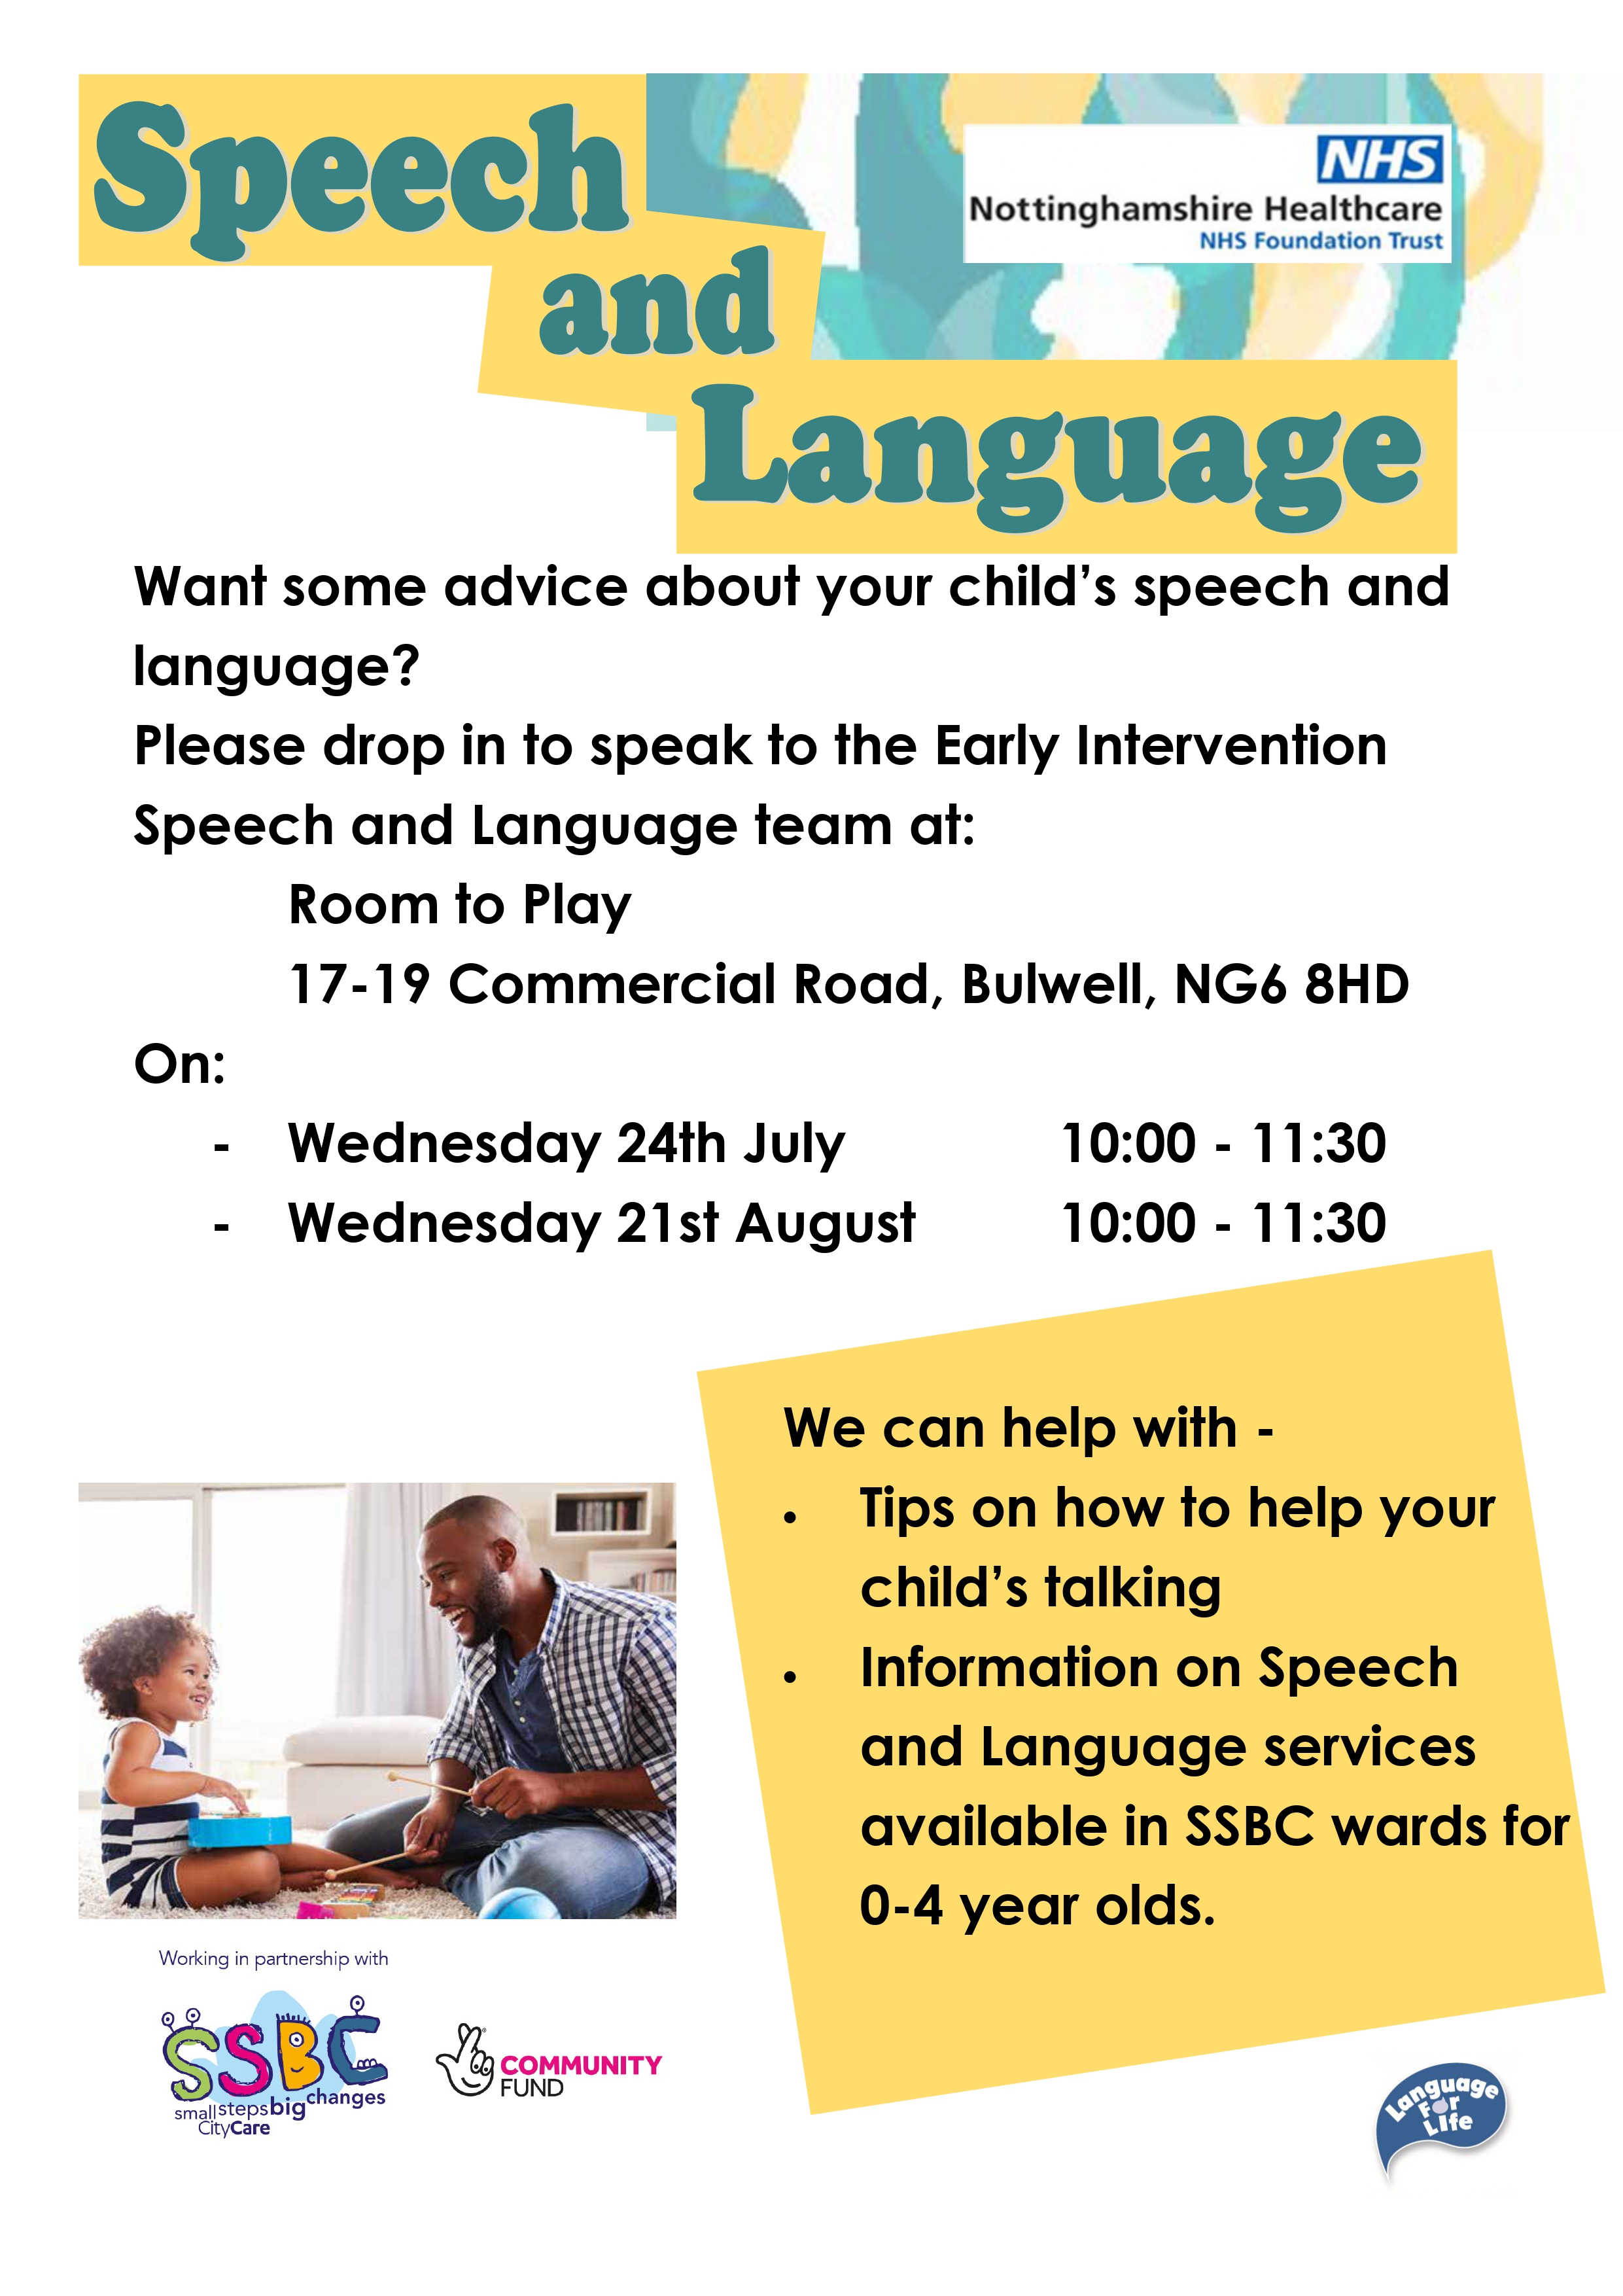 Speech
and
Language
NHS
Nottinghamshire Healthcare
NHS Foundation Trust
Want some advice about your child’s speech and
language?
Please drop in to speak to the Early Intervention
Speech and Language team at:
Room to Play
17-19 Commercial Road, Bulwell, NG6 8HD
On:
- Wednesday 24th July 10:00 - 11:30
- Wednesday 21st August 10:00 - 11:30
We can help with -
• Tips on how to help your
child’s talking
• Information on Speech
and Language services
available in SSBC wards for
0-4 year olds.
Working in partnership with
SSBC
smallstepsbigchanges
CityCare
COMMUNITY
FUND
Language
For
LIfe